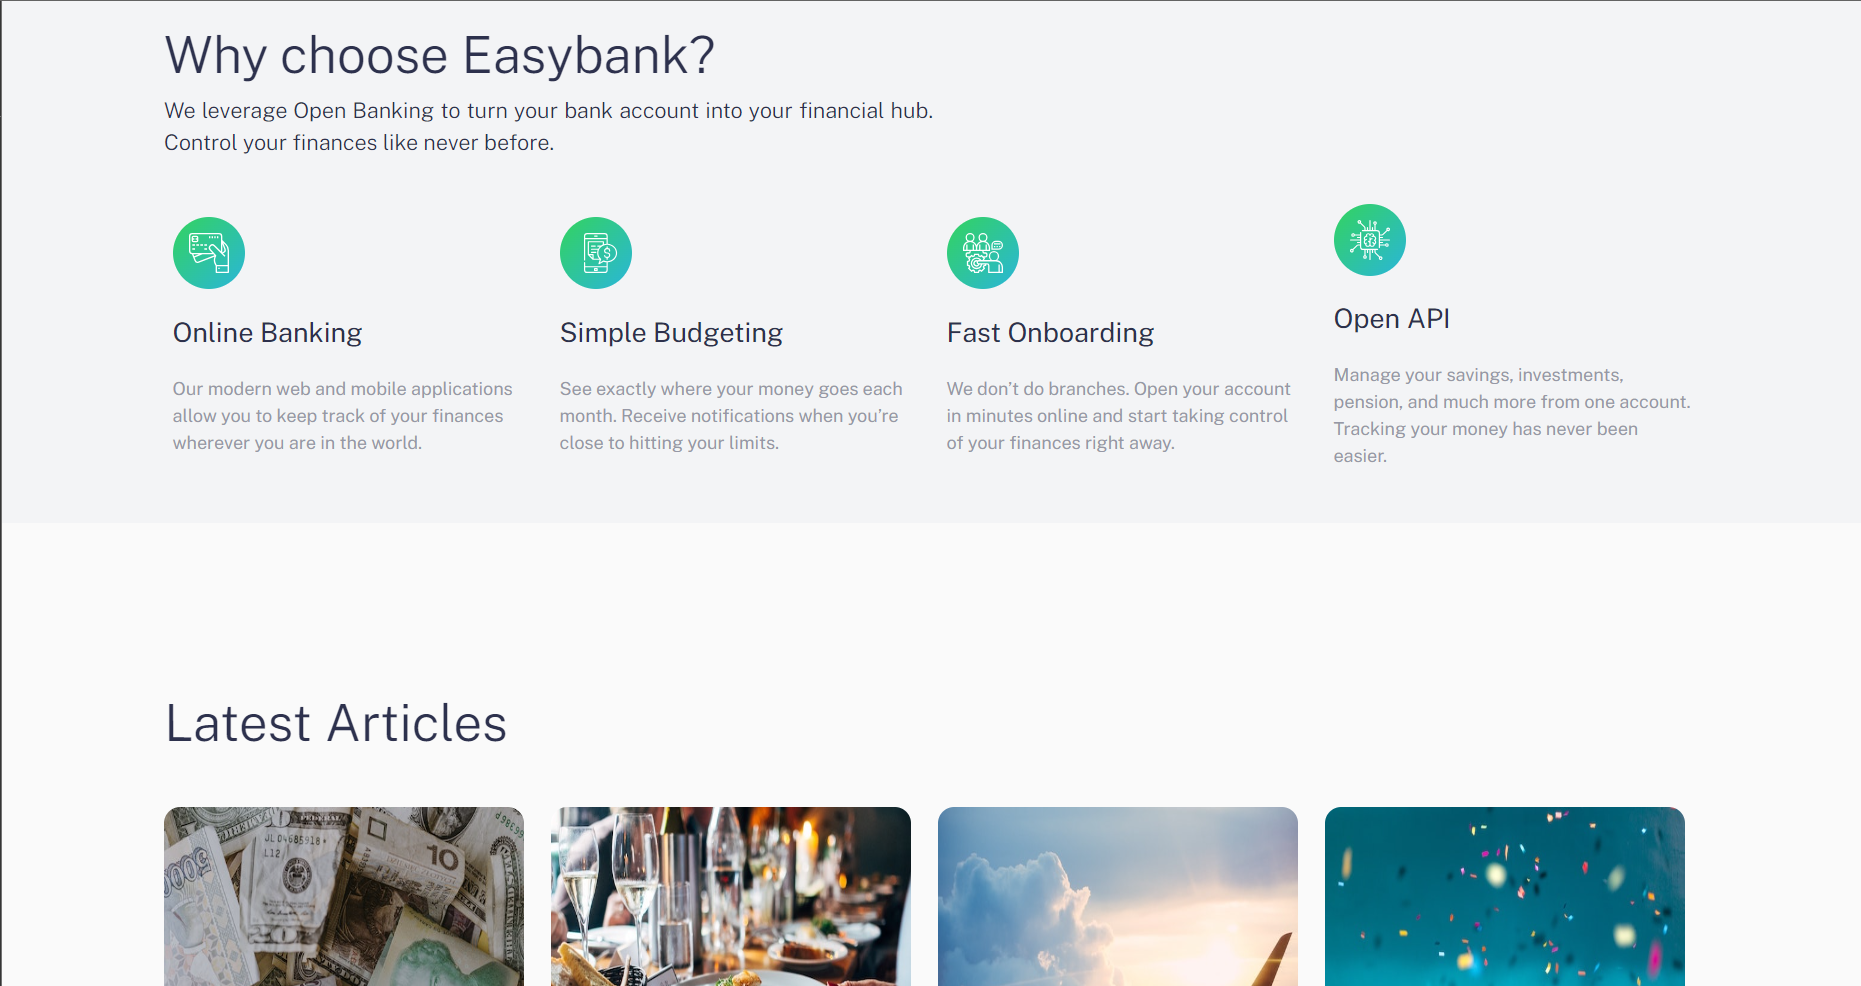 Why choose Easybank?
We leverage Open Banking to turn your bank account into your financial hub.
Control your finances like never before.
Online Banking
Our modern web and mobile applications
allow you to keep track of your finances
wherever you are in the world.
Simple Budgeting
See exactly where your money goes each
month. Receive notifications when you’re
close to hitting your limits.
Fast Onboarding
We don’t do branches. Open your account
in minutes online and start taking control
of your finances right away.
Open API
Manage your savings, investments,
pension, and much more from one account.
Tracking your money has never been
easier.
Latest Articles
FEDERAL
JL 04685918 *
L12
10